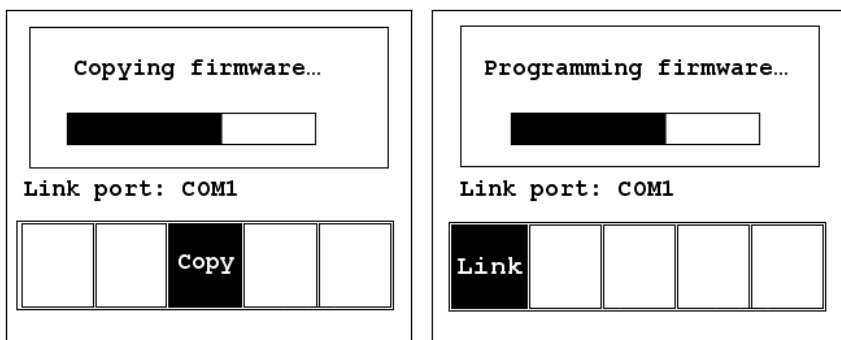 Copying firmware…
Link port: COM1
Copy
Programming firmware…
Link port: COM1
Link